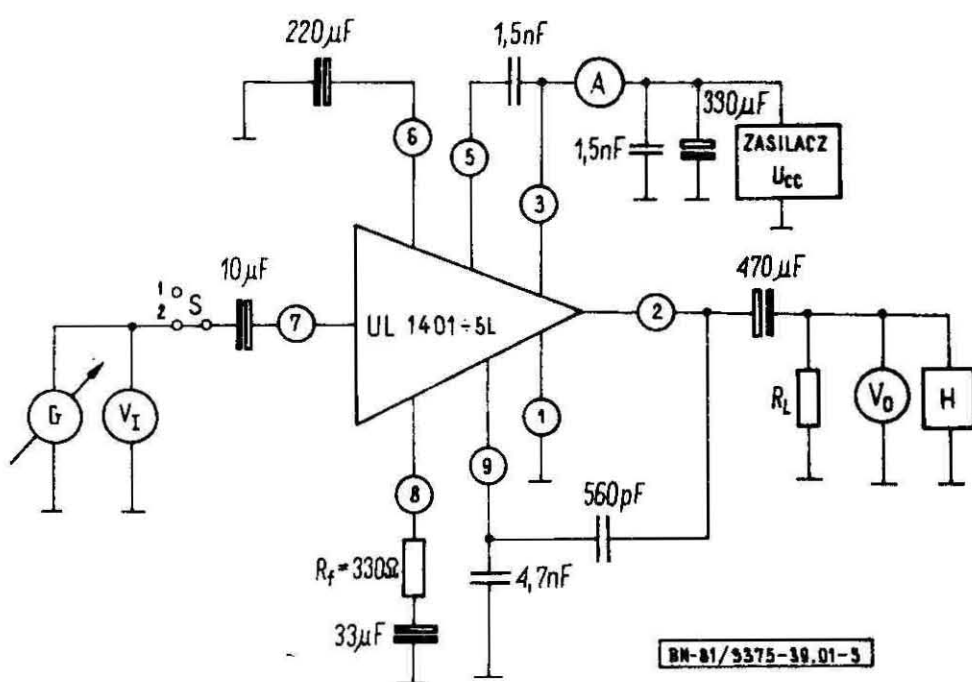 220µF
1,5nF
A
330µF
1,5nF
ZASILACZ
Ucc
6
5
3
10µF
470µF
1
2
S
7
UL 1401÷5L
2
G
VI
RL
VO
H
1
9
8
560pF
Rf=330Ω
4,7nF
33µF
BN-81/3375-39.01-5